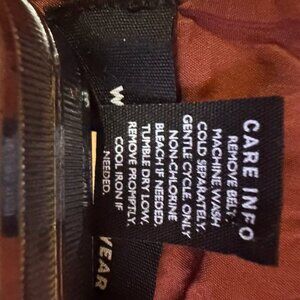 CARE INFO
REMOVE BELT.
MACHINE WASH
COLD SEPARATELY.
GENTLE CYCLE. ONLY
NON-CHLORINE
BLEACH IF NEEDED.
TUMBLE DRY LOW.
REMOVE PROMPTLY.
COOL IRON IF
NEEDED.
W
WEAR